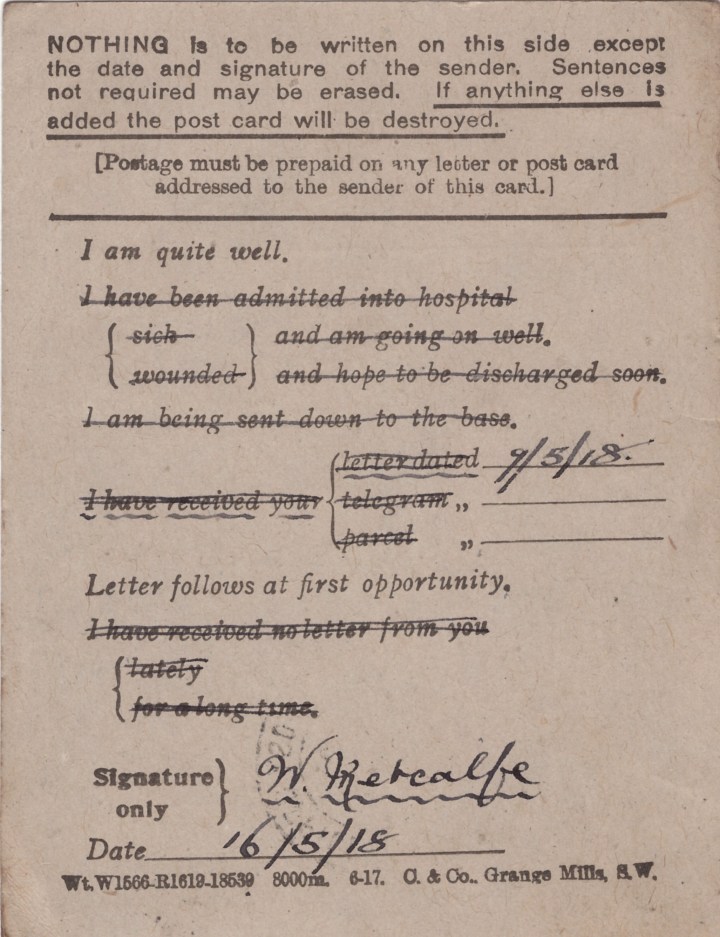 NOTHING is to be written on this side except
the date and signature of the sender. Sentences
not required may be erased. If anything else is
added the post card will be destroyed.
[Postage must be prepaid on any letter or post card
addressed to the sender of this card.]
I am quite well.
I have been admitted into hospital
sick and am going on well.
wounded and hope to be discharged soon.
I am being sent down to the base.
letter dated 9/5/18.
I have received your telegram „
parcel „
Letter follows at first opportunity.
I have received no letter from you
lately
for a long time.
Signature
only
W. Metcalfe
Date 16/5/18
Wt. W1566-R1619-18539 8000m. 6-17. C. & Co., Grange Mills, S.W.